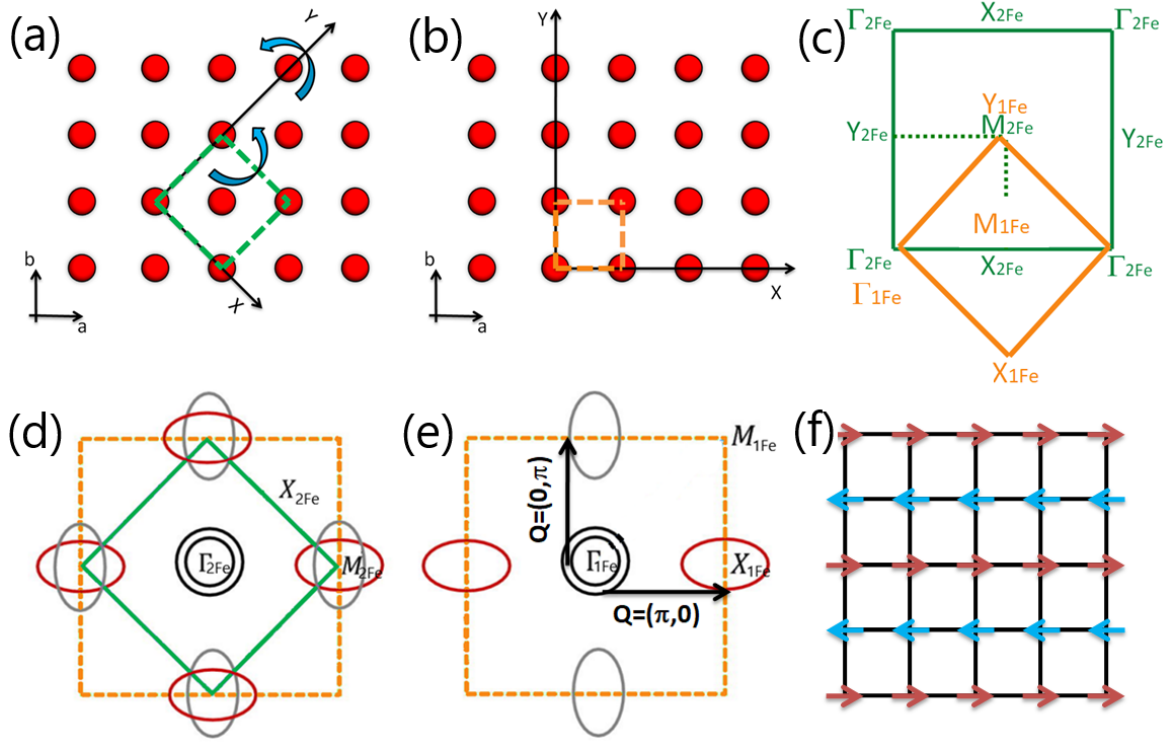 (a)
Y
X
b
a
(b)
Y
X
b
a
(c)
Γ2Fe
X2Fe
Γ2Fe
Y1Fe
M2Fe
Y2Fe
Y2Fe
M1Fe
Γ2Fe
X2Fe
Γ2Fe
Γ1Fe
X1Fe
(d)
X2Fe
Γ2Fe
M2Fe
(e)
M1Fe
Q=(0,π)
Γ1Fe
X1Fe
Q=(π,0)
(f)